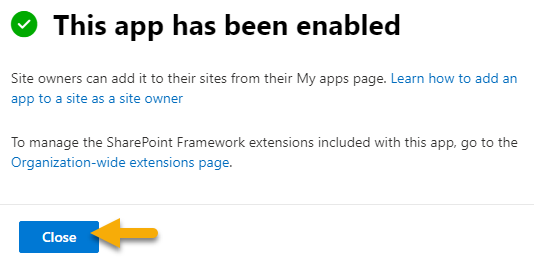 This app has been enabled
Site owners can add it to their sites from their My apps page. Learn how to add an
app to a site as a site owner
To manage the SharePoint Framework extensions included with this app, go to the
Organization-wide extensions page.
Close